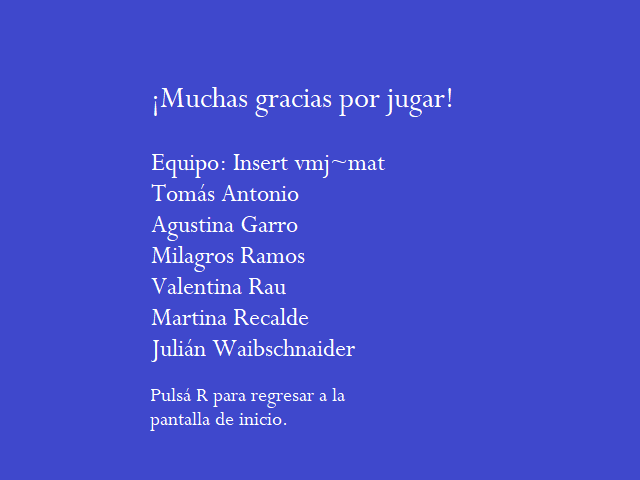 ¡Muchas gracias por jugar!
Equipo: Insert vmj~mat
Tomás Antonio
Agustina Garro
Milagros Ramos
Valentina Rau
Martina Recalde
Julián Waibschnaider
Pulsá R para regresar a la
pantalla de inicio.